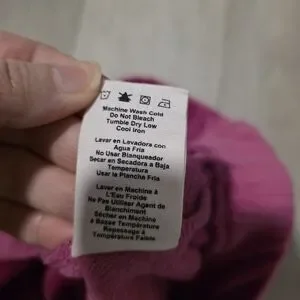 Machine Wash Cold
Do Not Bleach
Tumble Dry Low
Cool Iron
Lavar en Lavadora con
Agua Fria
No Usar Blanqueador
Secar en Secadora a Baja
Temperatura
Usar la Plancha Fria
Laver en Machine à
L'Eau Froide
Ne Pas Utiliser Agent de
Blanchiment
Sécher en Machine
à Basse Température
Repassage à
Température Faible